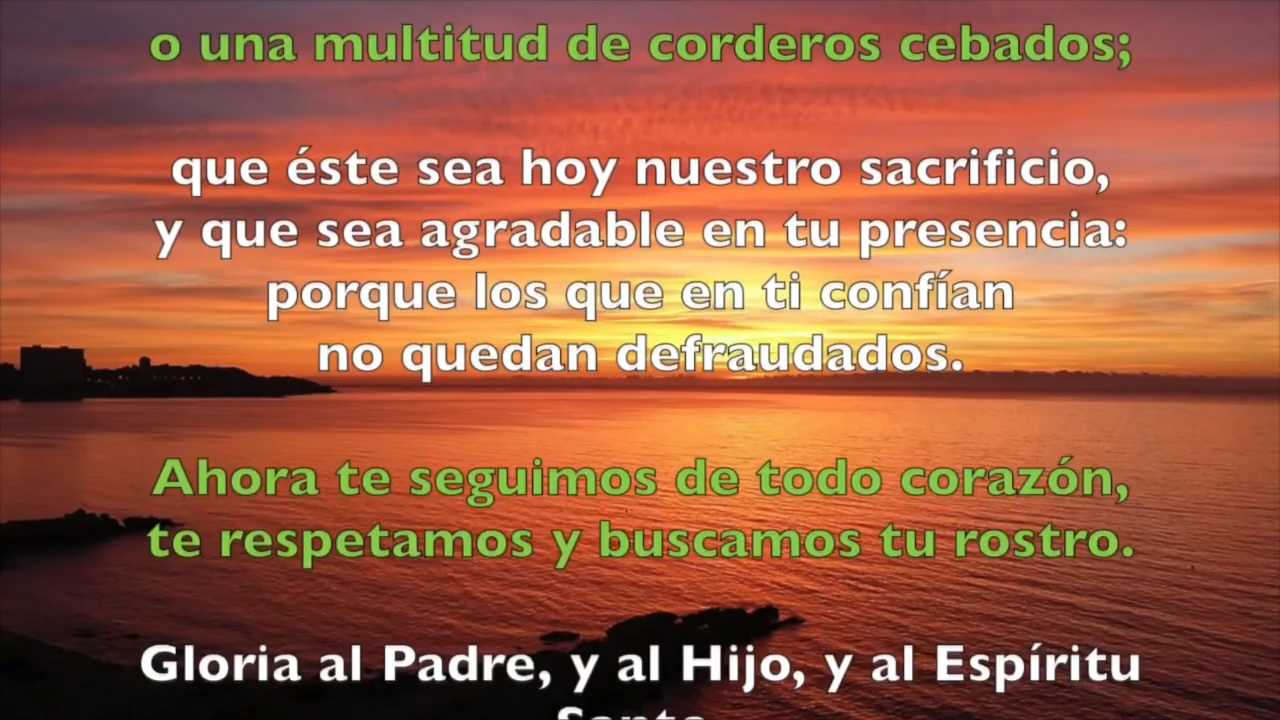 o una multitud de corderos cebados;
que éste sea hoy nuestro sacrificio,
y que sea agradable en tu presencia:
porque los que en ti confían
no quedan defraudados.
Ahora te seguimos de todo corazón,
te respetamos y buscamos tu rostro.
Gloria al Padre, y al Hijo, y al Espíritu